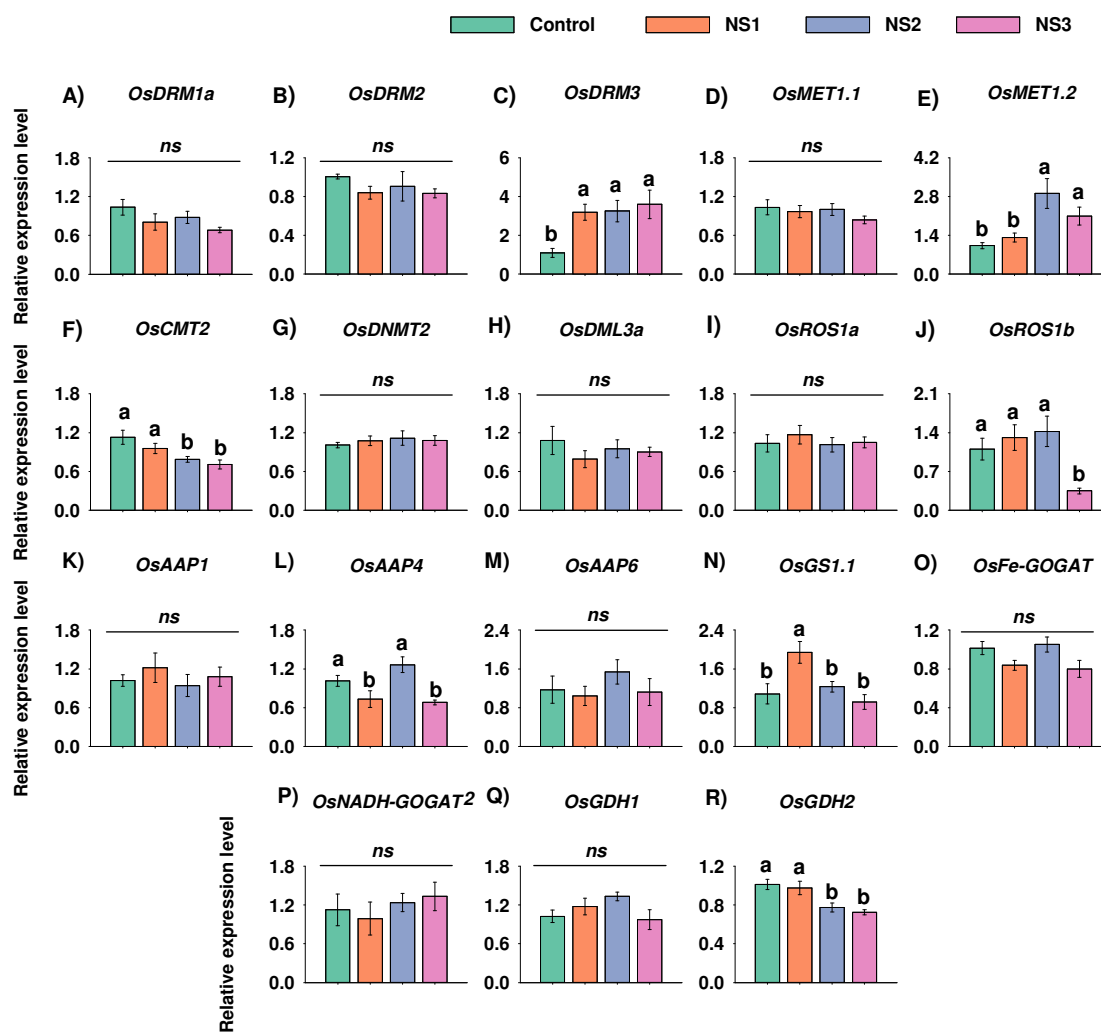 Control NS1 NS2 NS3
A) OsDRM1a B) OsDRM2 C) OsDRM3 D) OsMET1.1 E) OsMET1.2
Relative expression level
ns ns ns
1.8 1.2 6 1.8 4.2
1.2 0.8 4 1.2 2.8
0.6 0.4 2 0.6 1.4
0.0 0.0 0 0.0 0.0
b a a a
b b a a
F) OsCMT2 G) OsDNMT2 H) OsDML3a I) OsROS1a J) OsROS1b
Relative expression level
ns ns ns
1.8 1.8 1.8 1.8 2.1
1.2 1.2 1.2 1.2 1.4
0.6 0.6 0.6 0.6 0.7
0.0 0.0 0.0 0.0 0.0
a a b b
a a a b
K) OsAAP1 L) OsAAP4 M) OsAAP6 N) OsGS1.1 O) OsFe-GOGAT
Relative expression level
ns ns ns
1.8 1.8 2.4 2.4 1.2
1.2 1.2 1.6 1.6 0.8
0.6 0.6 0.8 0.8 0.4
0.0 0.0 0.0 0.0 0.0
a b a b
b a b b
P) OsNADH-GOGAT2 Q) OsGDH1 R) OsGDH2
Relative expression level
ns ns
1.8 1.8 1.2
1.2 1.2 0.8
0.6 0.6 0.4
0.0 0.0 0.0
a a b b